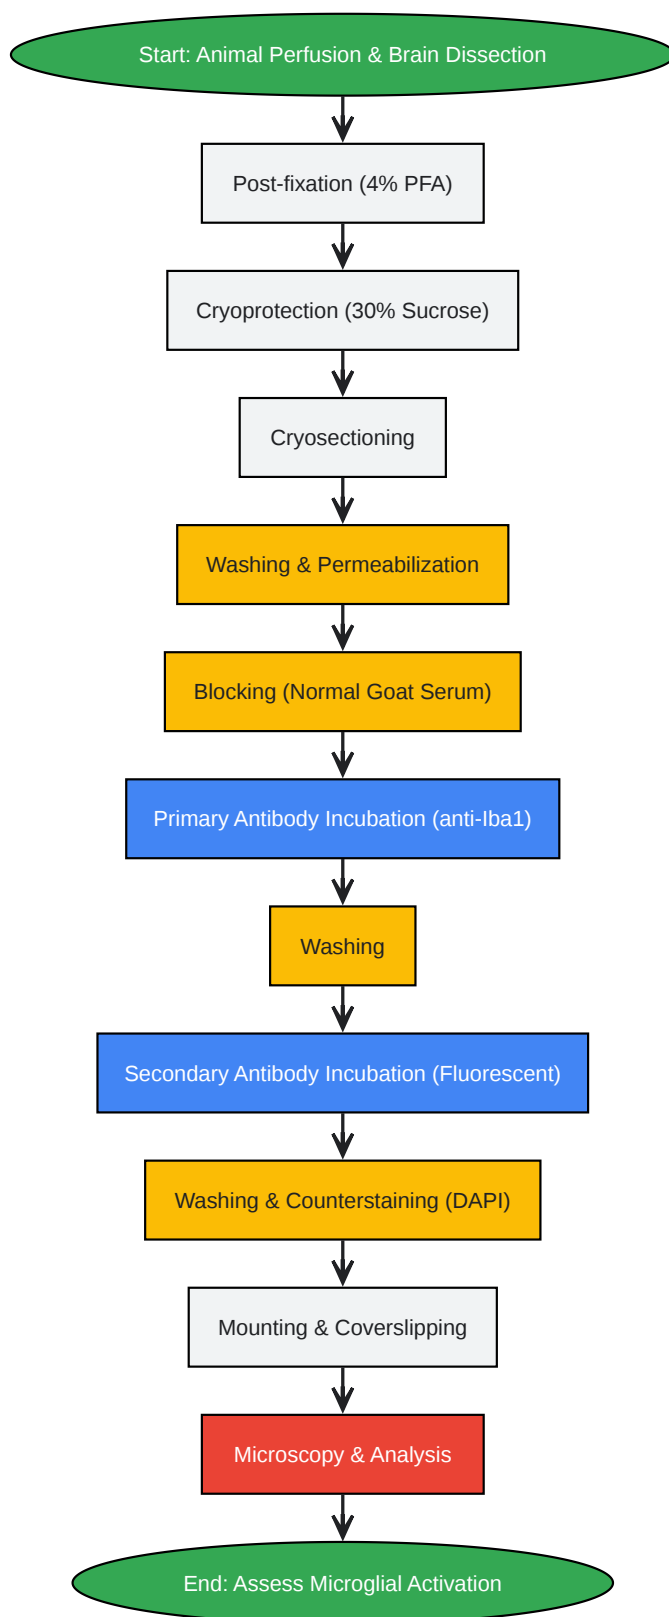 Start: Animal Perfusion & Brain Dissection
Post-fixation (4% PFA)
Cryoprotection (30% Sucrose)
Cryosectioning
Washing & Permeabilization
Blocking (Normal Goat Serum)
Primary Antibody Incubation (anti-Iba1)
Washing
Secondary Antibody Incubation (Fluorescent)
Washing & Counterstaining (DAPI)
Mounting & Coverslipping
Microscopy & Analysis
End: Assess Microglial Activation